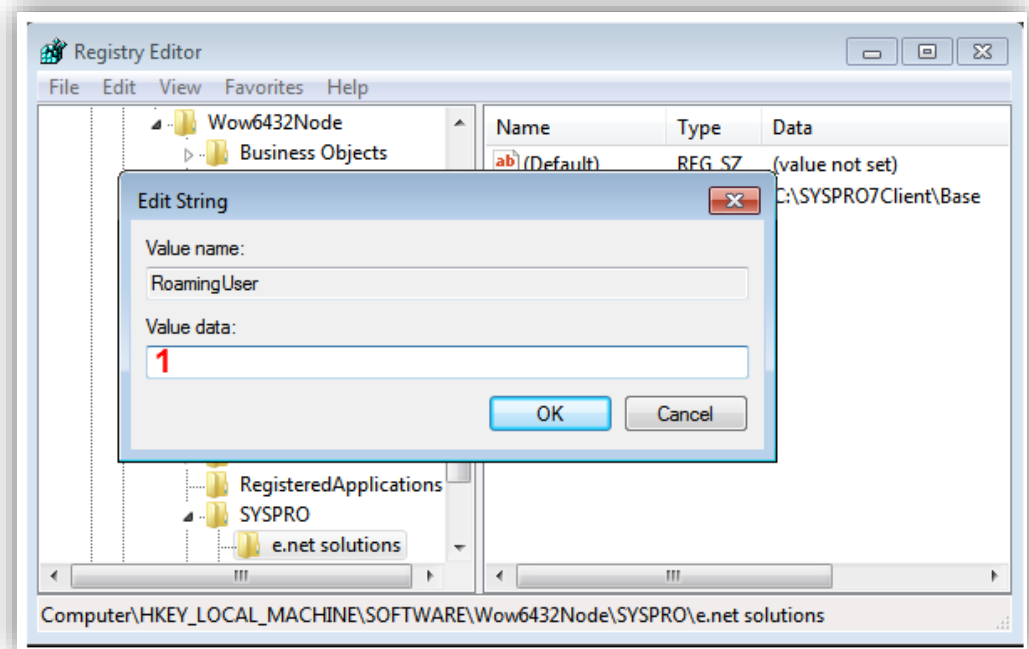 Registry Editor
File Edit View Favorites Help
Wow6432Node
Business Objects
Name Type Data
ab (Default) REG_SZ (value not set)
C:\SYSPRO7Client\Base
Edit String
Value name:
RoamingUser
Value data:
1
OK Cancel
RegisteredApplications
SYSPRO
e.net solutions
Computer\HKEY_LOCAL_MACHINE\SOFTWARE\Wow6432Node\SYSPRO\e.net solutions